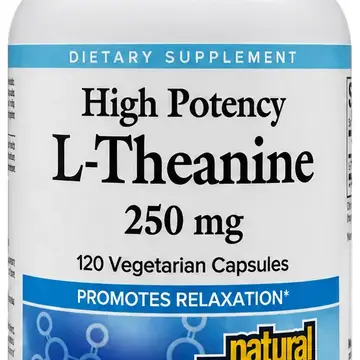 DIETARY SUPPLEMENT
High Potency
L-Theanine
250 mg
120 Vegetarian Capsules
PROMOTES RELAXATION*
natural